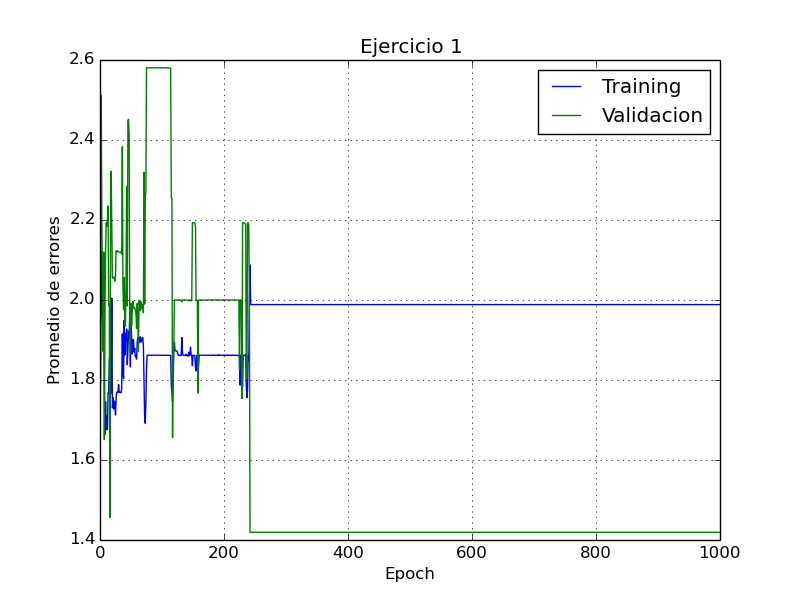 Ejercicio 1
Training
Validacion
Promedio de errores
2.6
2.4
2.2
2.0
1.8
1.6
1.4
0 200 400 600 800 1000
Epoch